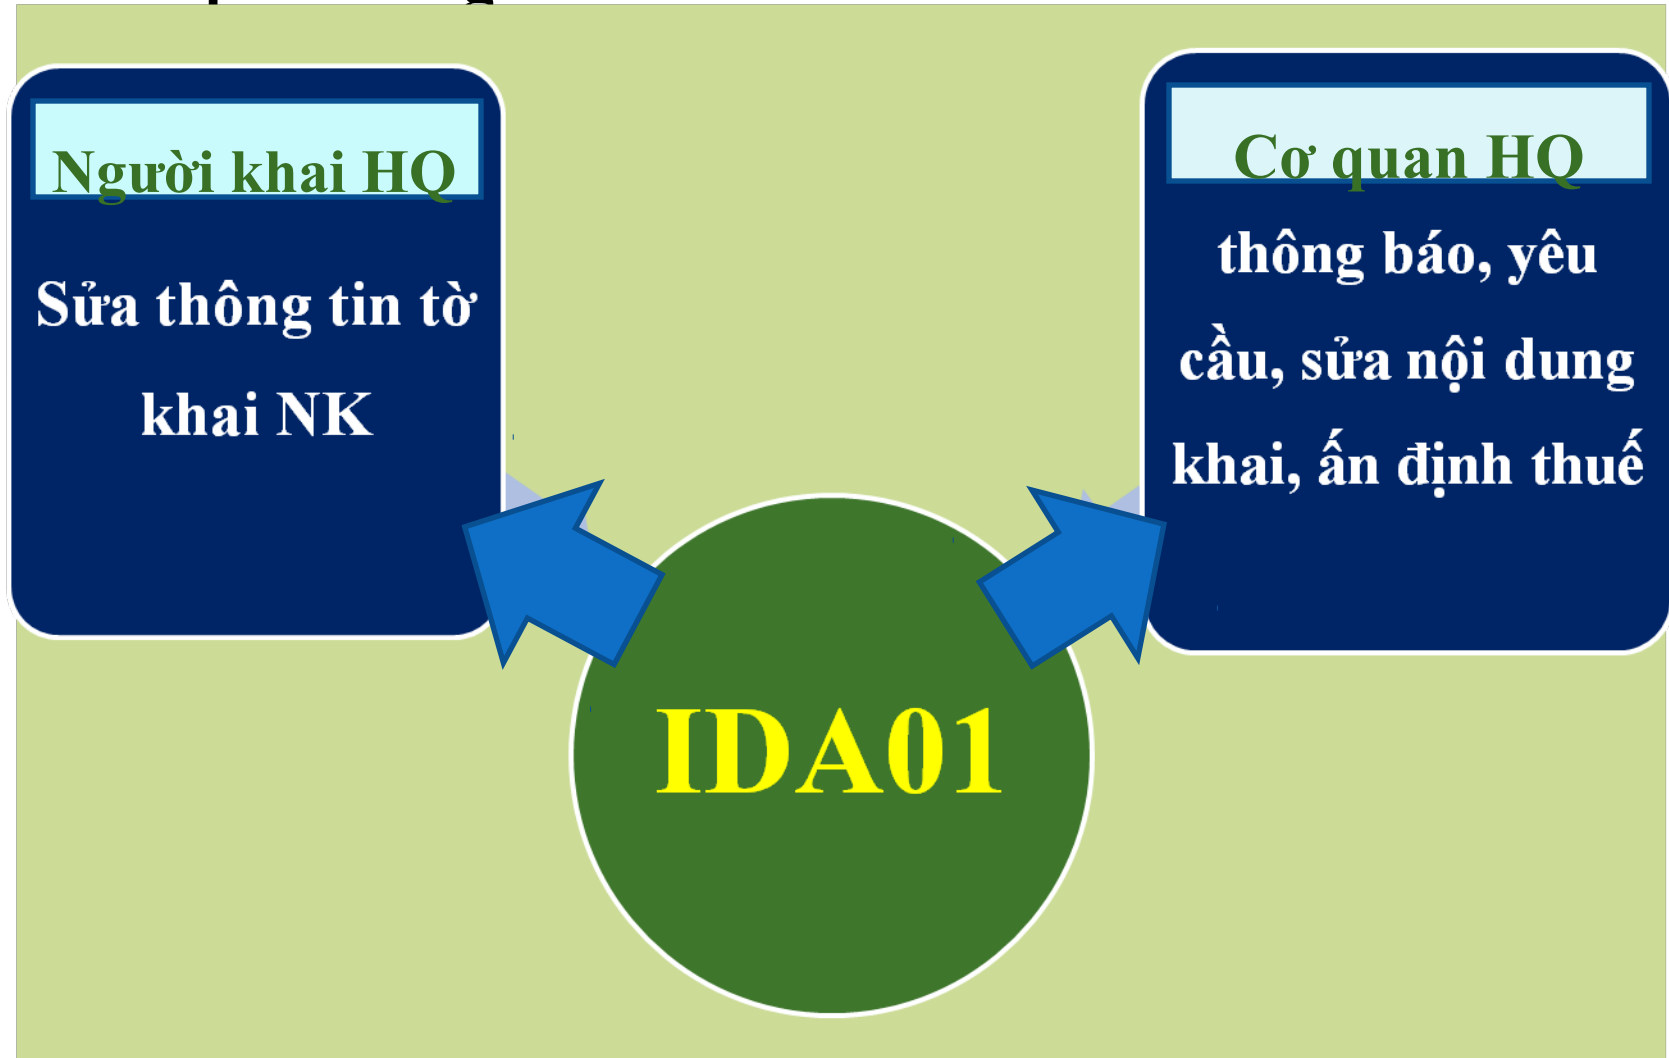 Người khai HQ
Sửa thông tin tờ
khai NK
Cơ quan HQ
thông báo, yêu
cầu, sửa nội dung
khai, ấn định thuế
IDA01